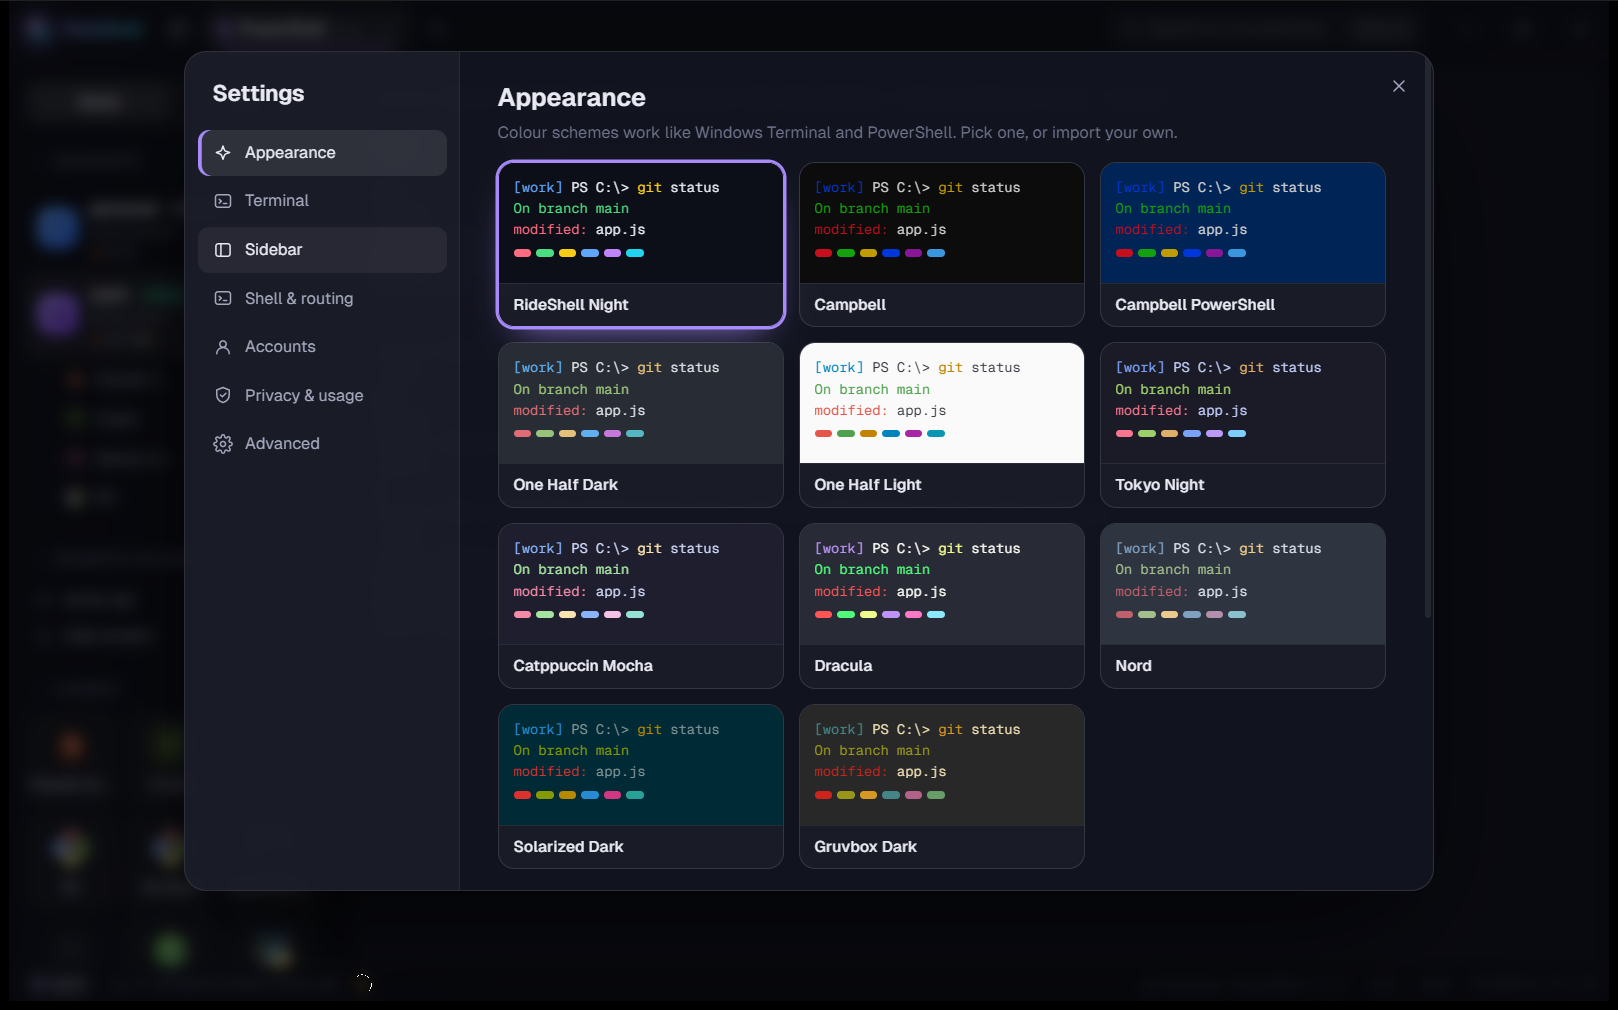 Settings
Appearance
Terminal
Sidebar
Shell & routing
Accounts
Privacy & usage
Advanced
Appearance
Colour schemes work like Windows Terminal and PowerShell. Pick one, or import your own.
[work] PS C:\> git status
On branch main
modified: app.js
RideShell Night
[work] PS C:\> git status
On branch main
modified: app.js
Campbell
[work] PS C:\> git status
On branch main
modified: app.js
Campbell PowerShell
[work] PS C:\> git status
On branch main
modified: app.js
One Half Dark
[work] PS C:\> git status
On branch main
modified: app.js
One Half Light
[work] PS C:\> git status
On branch main
modified: app.js
Tokyo Night
[work] PS C:\> git status
On branch main
modified: app.js
Catppuccin Mocha
[work] PS C:\> git status
On branch main
modified: app.js
Dracula
[work] PS C:\> git status
On branch main
modified: app.js
Nord
[work] PS C:\> git status
On branch main
modified: app.js
Solarized Dark
[work] PS C:\> git status
On branch main
modified: app.js
Gruvbox Dark